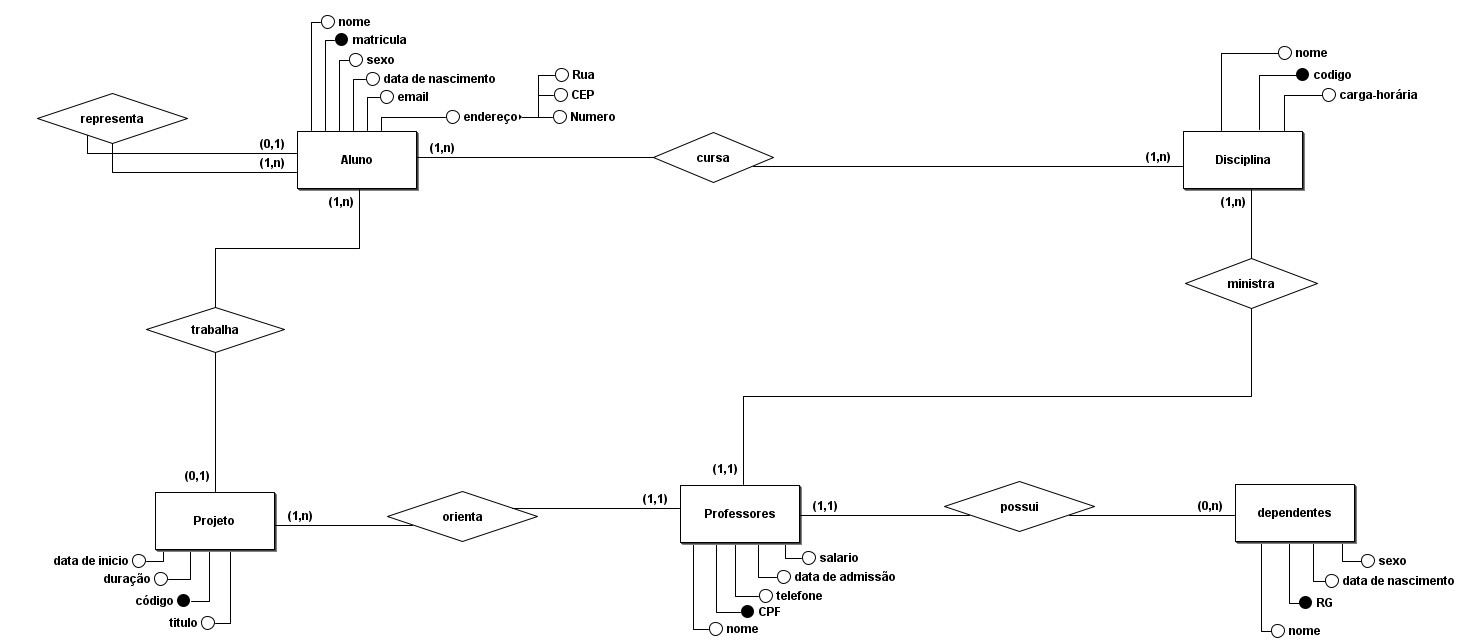 nome
matricula
sexo
data de nascimento
email
endereço
Rua
CEP
Numero
nome
codigo
carga-horária
representa
(0,1)
(1,n)
Aluno
(1,n)
cursa
(1,n)
Disciplina
(1,n)
(1,n)
ministra
trabalha
(0,1)
(1,1)
Projeto
(1,n)
orienta
(1,1)
Professores
(1,1)
possui
(0,n)
dependentes
data de inicio
duração
código
titulo
salario
data de admissão
telefone
CPF
nome
sexo
data de nascimento
RG
nome